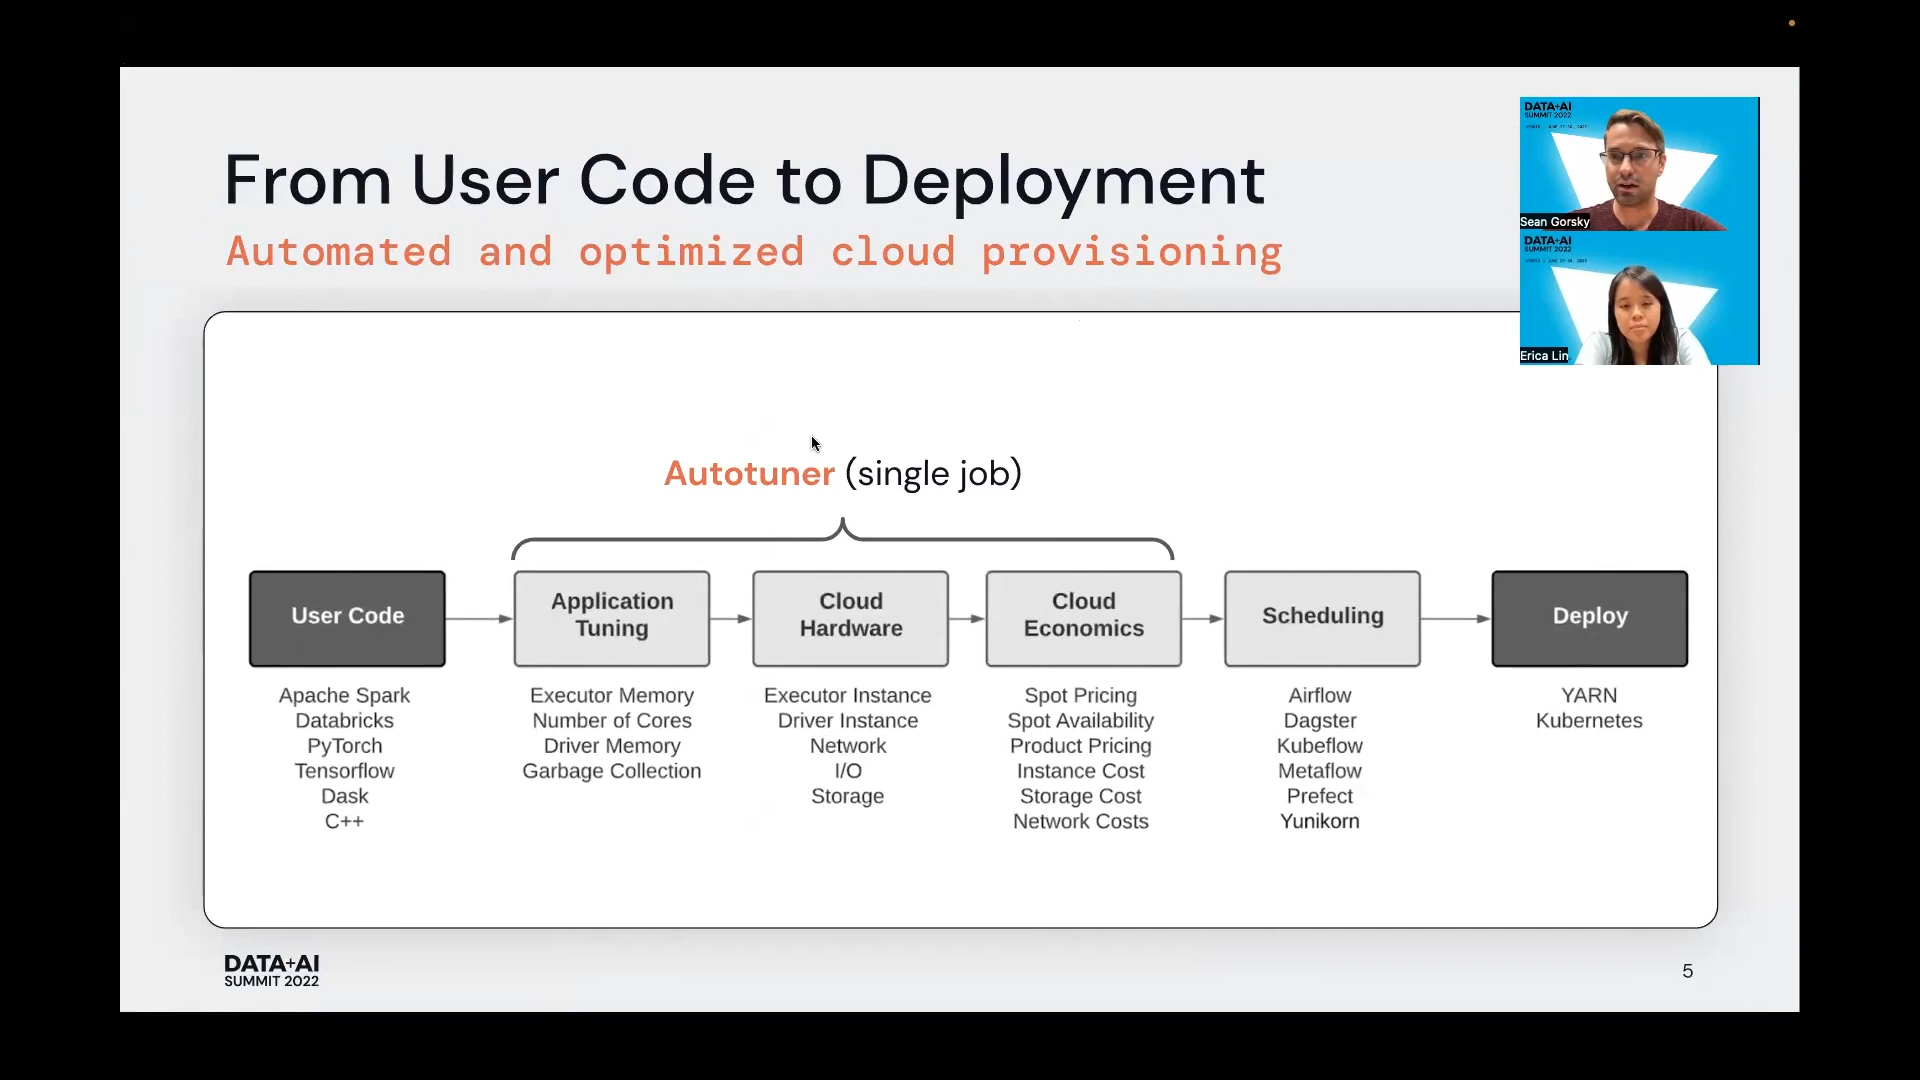 From User Code to Deployment
Automated and optimized cloud provisioning
DATA+AI
SUMMIT 2022
Sean Gorsky
DATA+AI
SUMMIT 2022
Erica Lin
Autotuner (single job)
User Code
Apache Spark
Databricks
PyTorch
Tensorflow
Dask
C++
Application
Tuning
Executor Memory
Number of Cores
Driver Memory
Garbage Collection
Cloud
Hardware
Executor Instance
Driver Instance
Network
I/O
Storage
Cloud
Economics
Spot Pricing
Spot Availability
Product Pricing
Instance Cost
Storage Cost
Network Costs
Scheduling
Airflow
Dagster
Kubeflow
Metaflow
Prefect
Yunikorn
Deploy
YARN
Kubernetes
DATA+AI
SUMMIT 2022
5